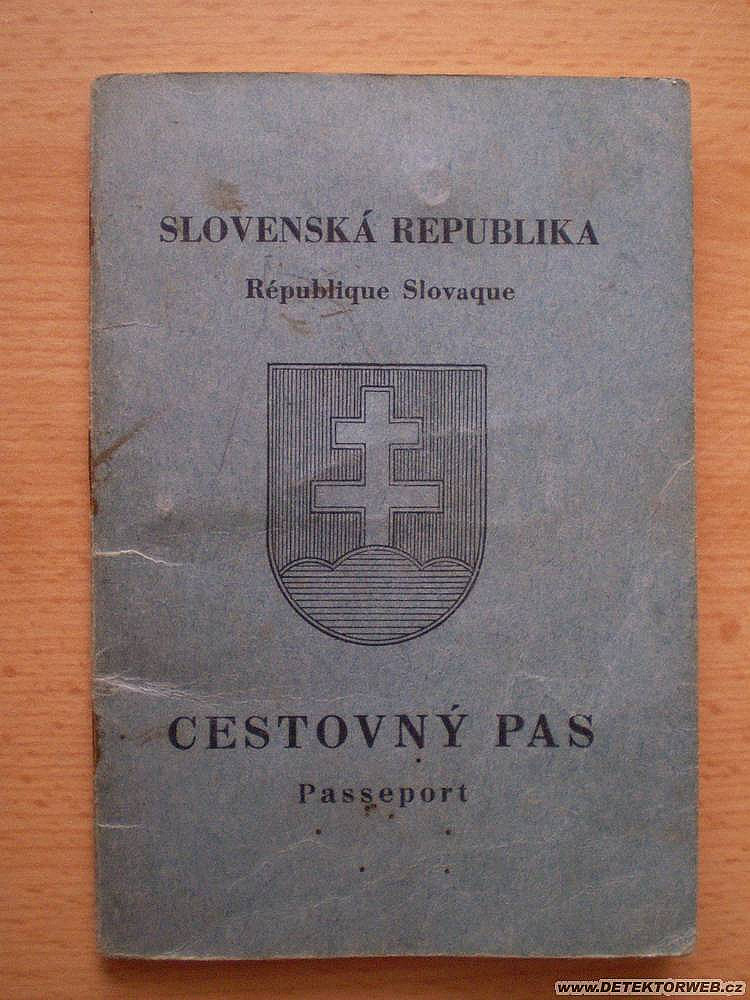 SLOVENSKÁ REPUBLIKA
République Slovaque
CESTOVNÝ PAS
Passeport
www.DETEKTORWEB.cz